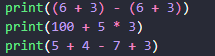 print((6 + 3) - (6 + 3))
print(100 + 5 * 3)
print(5 + 4 - 7 + 3)